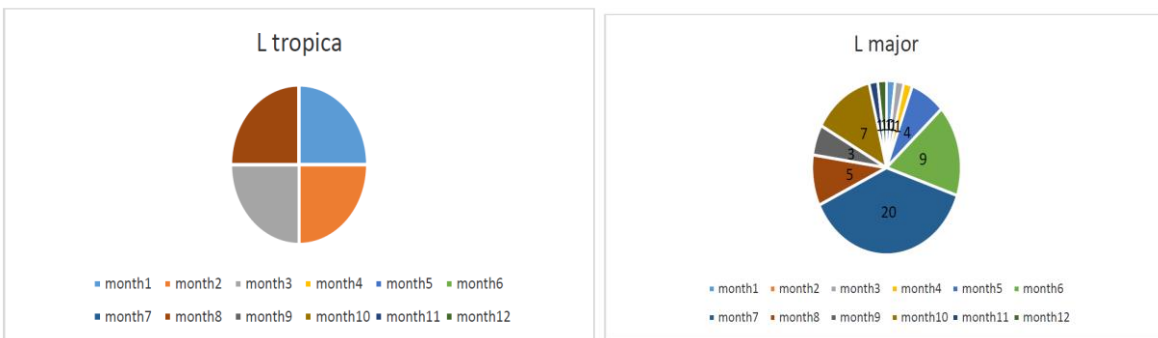 L tropica
month1 month2 month3 month4 month5 month6
month7 month8 month9 month10 month11 month12
L major
7
4
9
3
5
20
month1 month2 month3 month4 month5 month6
month7 month8 month9 month10 month11 month12